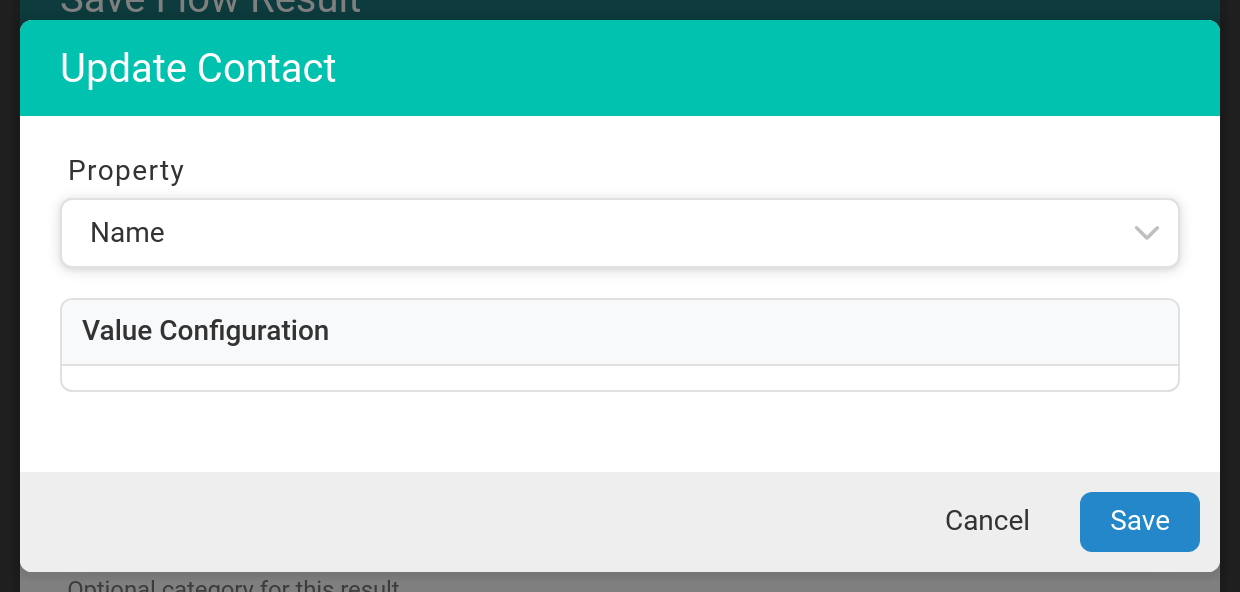 Save Flow Result
Update Contact
Property
Name
Value Configuration
Cancel
Save
Optional category for this result